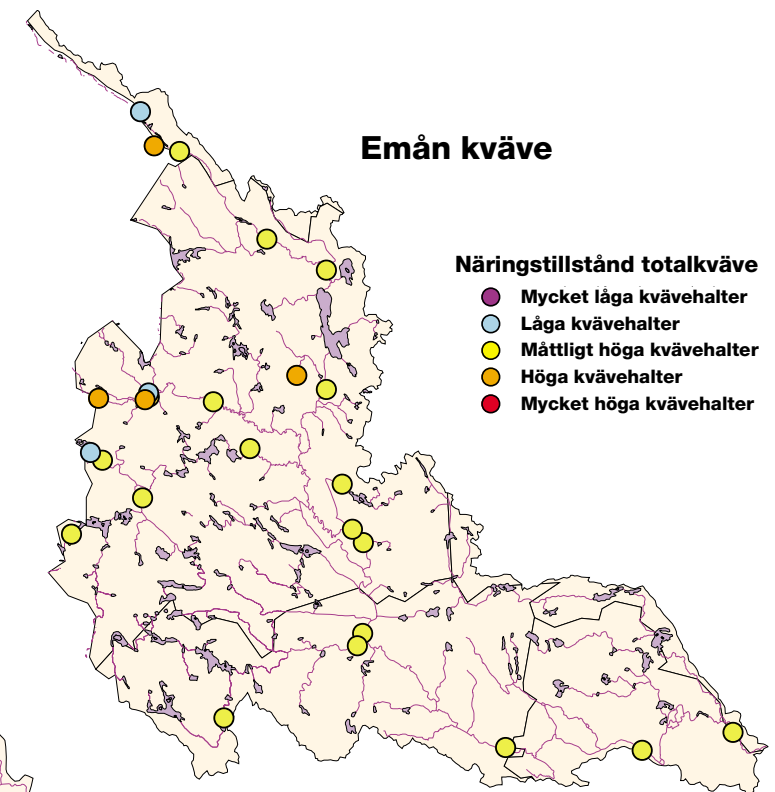 Emån kväve
Näringstillstånd totalkväve
Mycket låga kvävehalter
Låga kvävehalter
Måttligt höga kvävehalter
Höga kvävehalter
Mycket höga kvävehalter